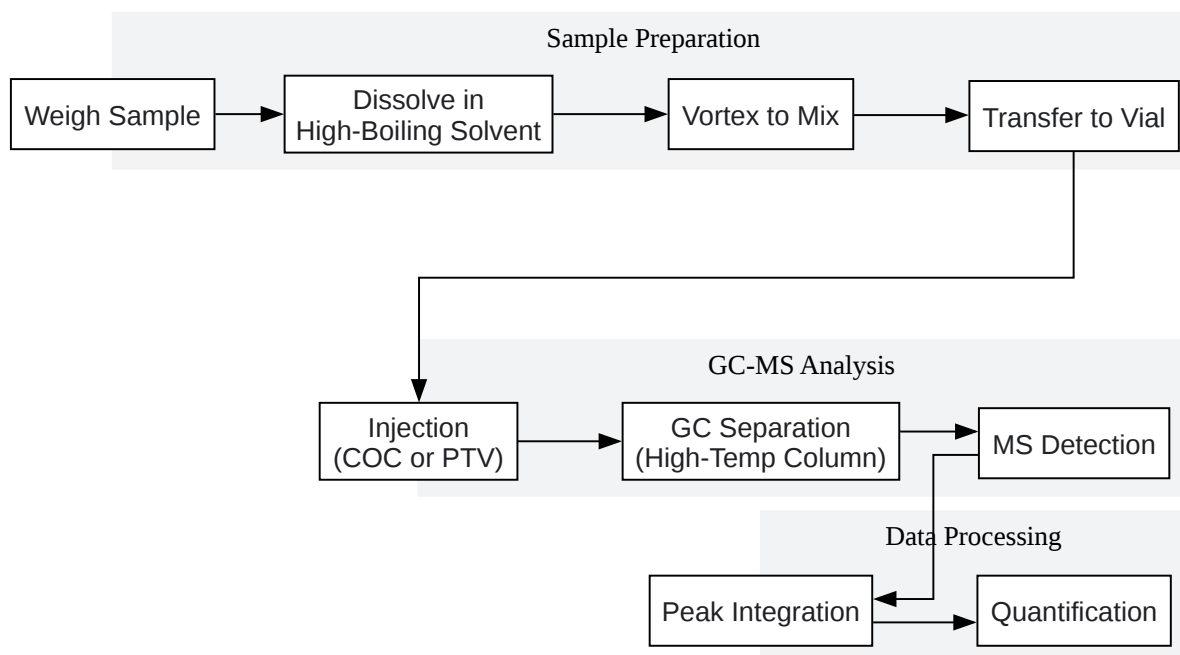 Sample Preparation
Weigh Sample
Dissolve in
High-Boiling Solvent
Vortex to Mix
Transfer to Vial
GC-MS Analysis
Injection
(COC or PTV)
GC Separation
(High-Temp Column)
MS Detection
Data Processing
Peak Integration
Quantification